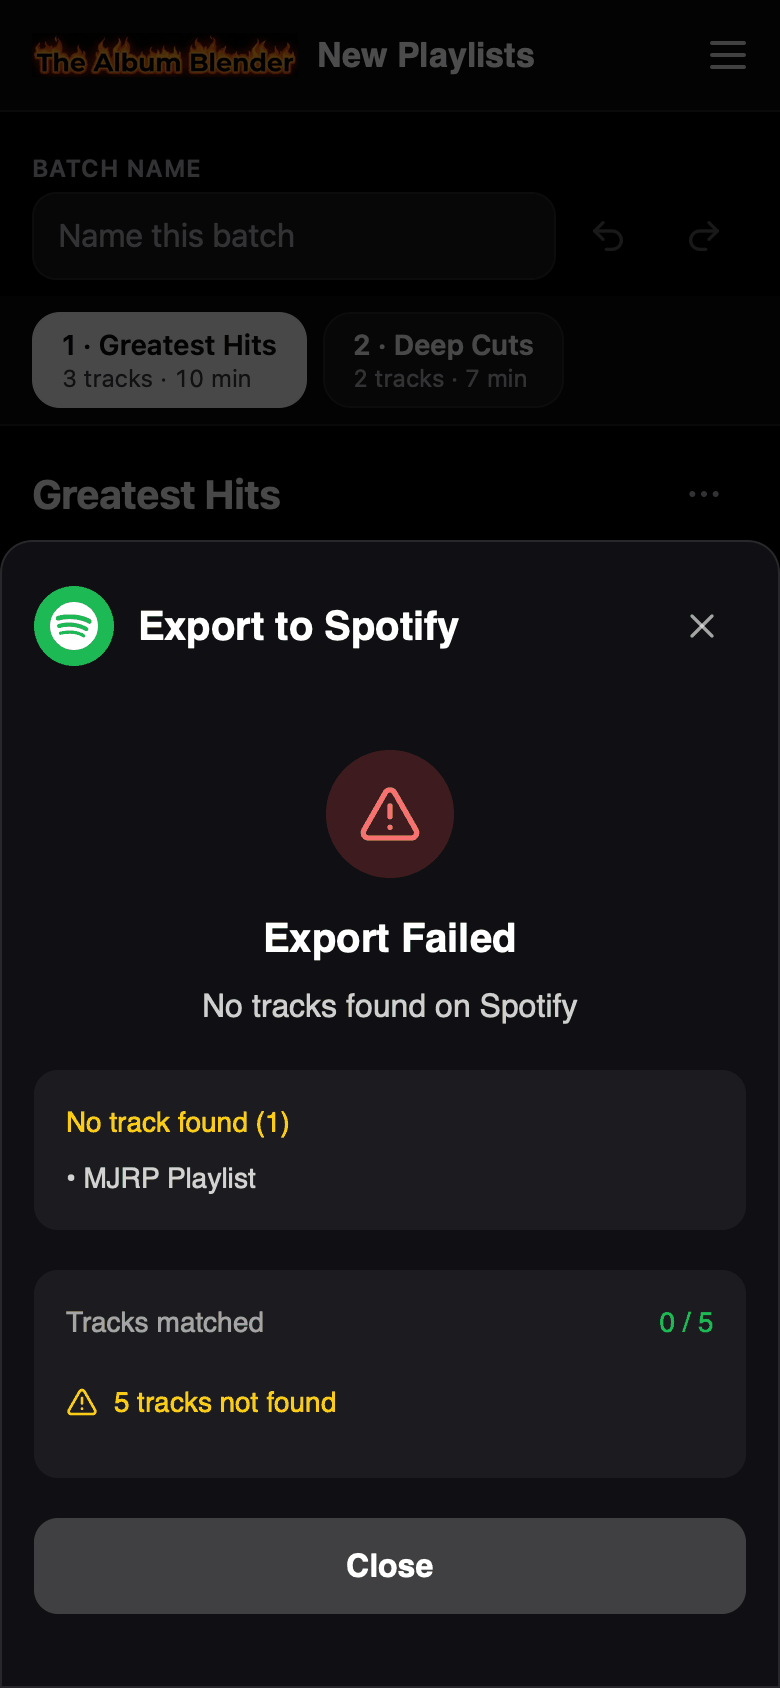 The Album Blender
New Playlists
BATCH NAME
Name this batch
1 · Greatest Hits
3 tracks · 10 min
2 · Deep Cuts
2 tracks · 7 min
Greatest Hits
Export to Spotify
Export Failed
No tracks found on Spotify
No track found (1)
• MJRP Playlist
Tracks matched
0 / 5
5 tracks not found
Close